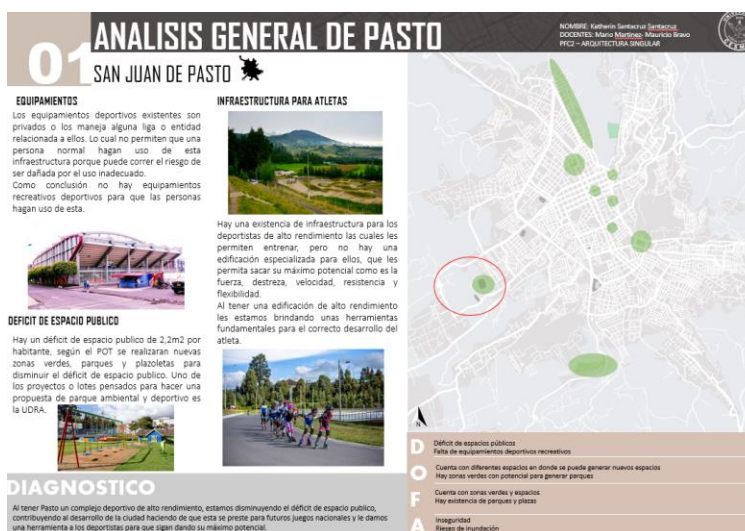 01
ANALISIS GENERAL DE PASTO
SAN JUAN DE PASTO
NOMBRE: Katherin Santacruz Santacruz
DOCENTES: Mario Martinez- Mauricio Bravo
PFC2 – ARQUITECTURA SINGULAR
EQUIPAMIENTOS
Los equipamientos deportivos existentes son
privados o los maneja alguna liga o entidad
relacionada a ellos. Lo cual no permiten que una
persona normal hagan uso de esta
infraestructura porque puede correr el riesgo de
ser dañada por el uso inadecuado.
Como conclusión no hay equipamientos
recreativos deportivos para que las personas
hagan uso de esta.
DEFICIT DE ESPACIO PUBLICO
Hay un déficit de espacio publico de 2,2m2 por
habitante, según el POT se realizaran nuevas
zonas verdes, parques y plazoletas para
disminuir el déficit de espacio publico. Uno de
los proyectos o lotes pensados para hacer una
propuesta de parque ambiental y deportivo es
la UDRA.
INFRAESTRUCTURA PARA ATLETAS
Hay una existencia de infraestructura para los
deportistas de alto rendimiento las cuales les
permiten entrenar, pero no hay una
edificación especializada para ellos, que les
permita sacar su máximo potencial como es la
fuerza, destreza, velocidad, resistencia y
flexibilidad.
Al tener una edificación de alto rendimiento
les estamos brindando unas herramientas
fundamentales para el correcto desarrollo del
atleta.
N
DIAGNOSTICO
Al tener Pasto un complejo deportivo de alto rendimiento, estamos disminuyendo el déficit de espacio publico,
contribuyendo al desarrollo de la ciudad haciendo de que esta se preste para futuros juegos nacionales y le damos
una herramienta a los deportistas para que sigan dando su máximo potencial.
D
Déficit de espacios públicos
Falta de equipamientos deportivos recreativos
O
Cuenta con diferentes espacios en donde se puede generar nuevos espacios
Hay zonas verdes con potencial para generar parques
F
Cuenta con zonas verdes y espacios
Hay existencia de parques y plazas
A
Inseguridad
Riesgo de inundación